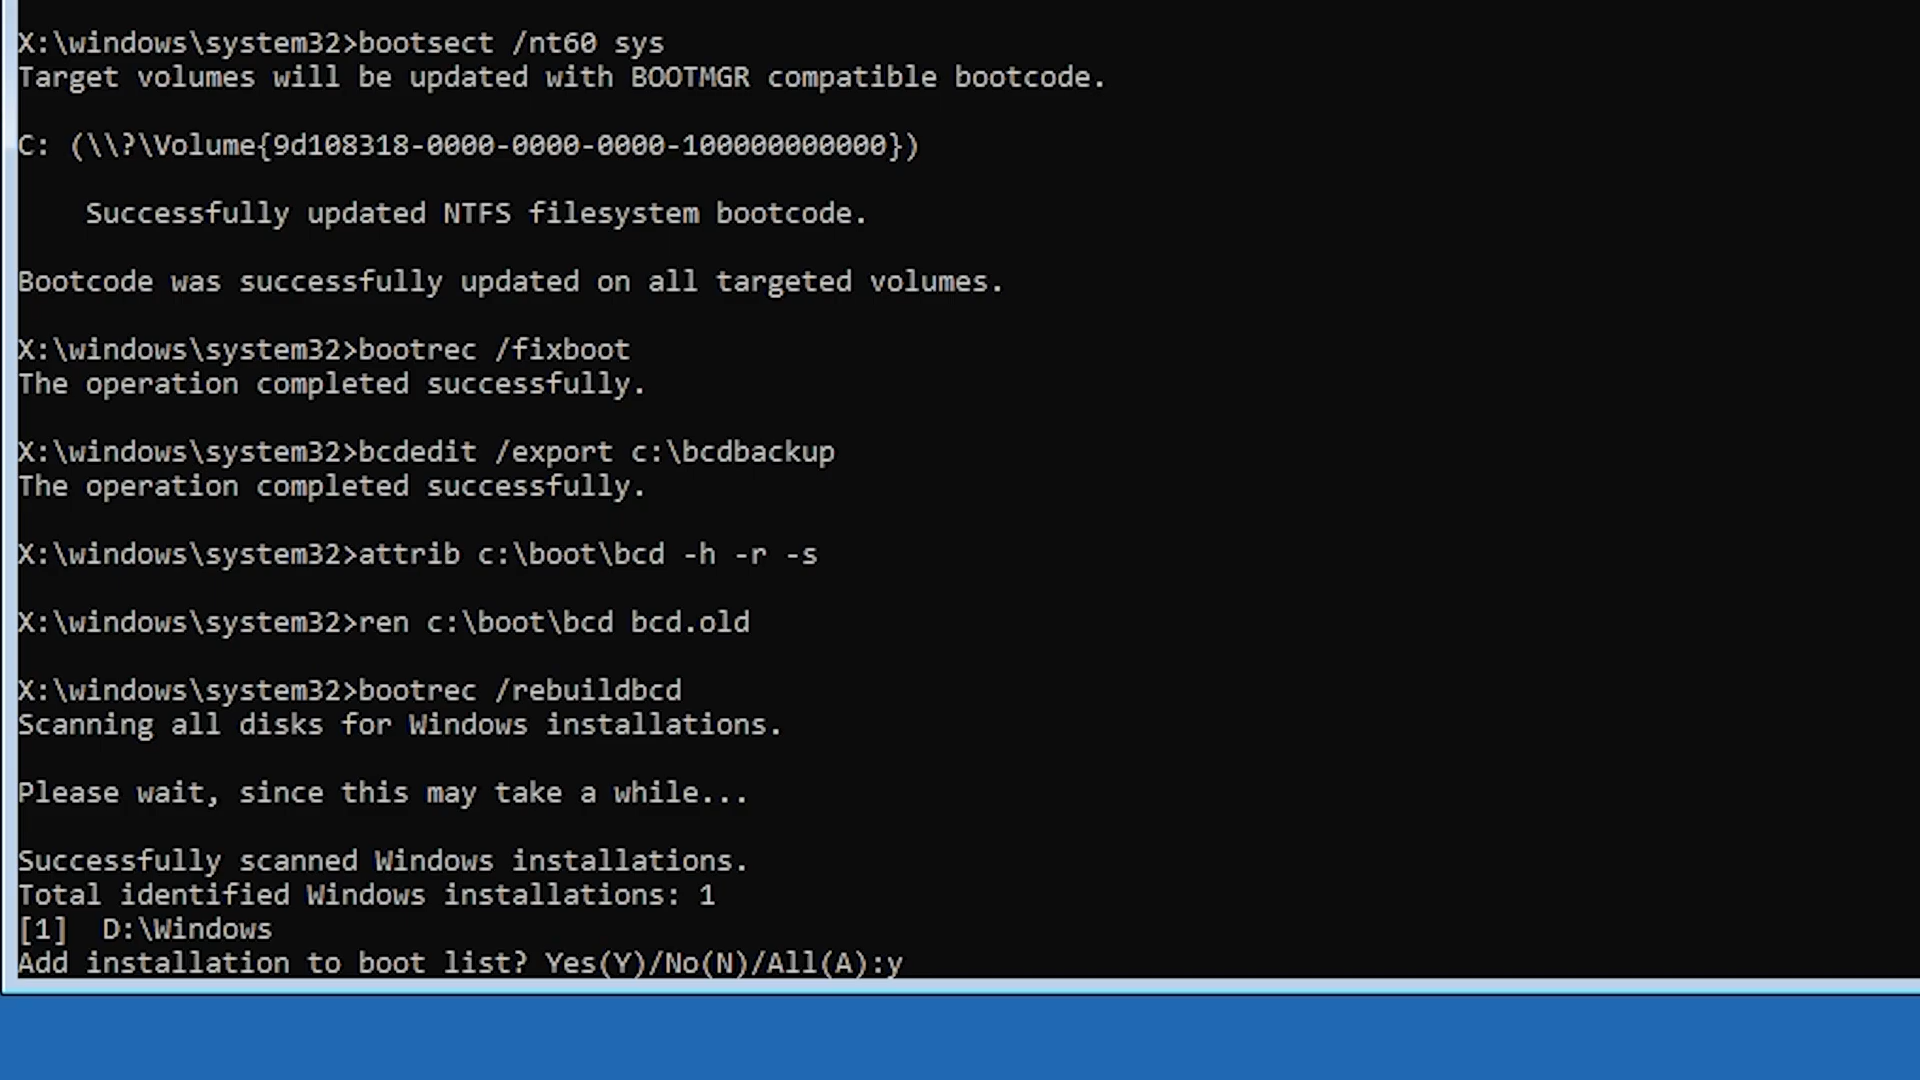 X:\windows\system32>bootsect /nt60 sys
Target volumes will be updated with BOOTMGR compatible bootcode.
C: (\\?\Volume{9d108318-0000-0000-0000-100000000000})
Successfully updated NTFS filesystem bootcode.
Bootcode was successfully updated on all targeted volumes.
X:\windows\system32>bootrec /fixboot
The operation completed successfully.
X:\windows\system32>bcdedit /export c:\bcdbackup
The operation completed successfully.
X:\windows\system32>attrib c:\boot\bcd -h -r -s
X:\windows\system32>ren c:\boot\bcd bcd.old
X:\windows\system32>bootrec /rebuildbcd
Scanning all disks for Windows installations.
Please wait, since this may take a while...
Successfully scanned Windows installations.
Total identified Windows installations: 1
[1]  D:\Windows
Add installation to boot list? Yes(Y)/No(N)/All(A):y